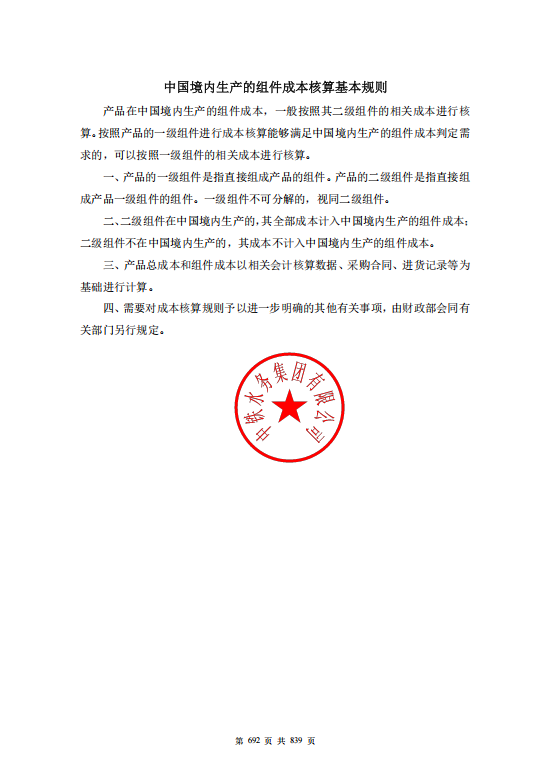 中国境内生产的组件成本核算基本规则
产品在中国境内生产的组件成本，一般按照其二级组件的相关成本进行核
算。按照产品的一级组件进行成本核算能够满足中国境内生产的组件成本判定需
求的，可以按照一级组件的相关成本进行核算。
一、产品的一级组件是指直接组成产品的组件。产品的二级组件是指直接组
成产品一级组件的组件。一级组件不可分解的，视同二级组件。
二、二级组件在中国境内生产的，其全部成本计入中国境内生产的组件成本；
二级组件不在中国境内生产的，其成本不计入中国境内生产的组件成本。
三、产品总成本和组件成本以相关会计核算数据、采购合同、进货记录等为
基础进行计算。
四、需要对成本核算规则予以进一步明确的其他有关事项，由财政部会同有
关部门另行规定。
中铁水务集团有限公司
第 692 页 共 839 页